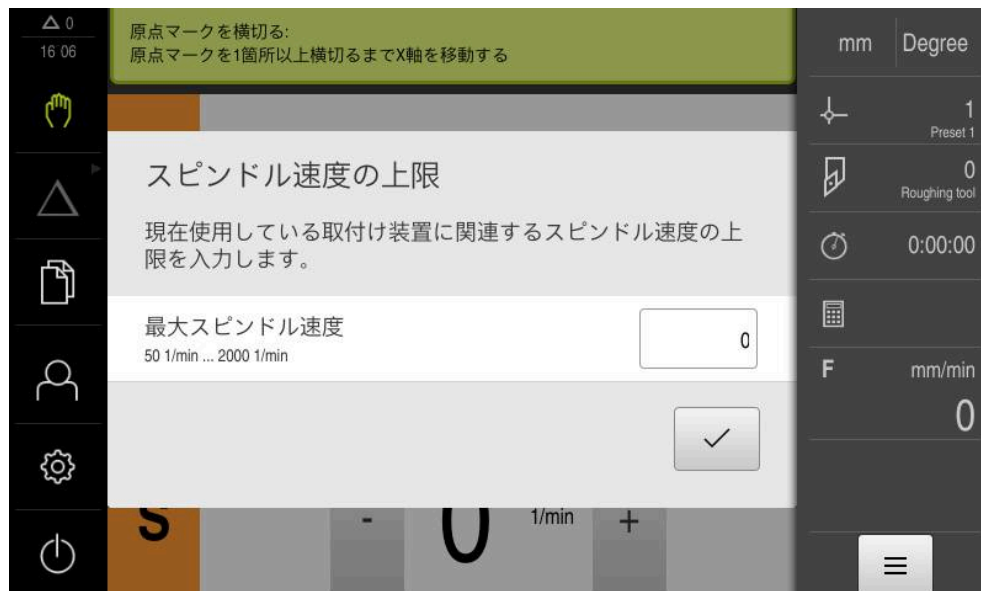 0
16 06
原点マークを横切る:
原点マークを1箇所以上横切るまでX軸を移動する
mm Degree
1
Preset 1
0
Roughing tool
0:00:00
F mm/min
0
スピンドル速度の上限
現在使用している取付け装置に関連するスピンドル速度の上
限を入力します。
最大スピンドル速度
50 1/min ... 2000 1/min
0
S - 0 1/min +